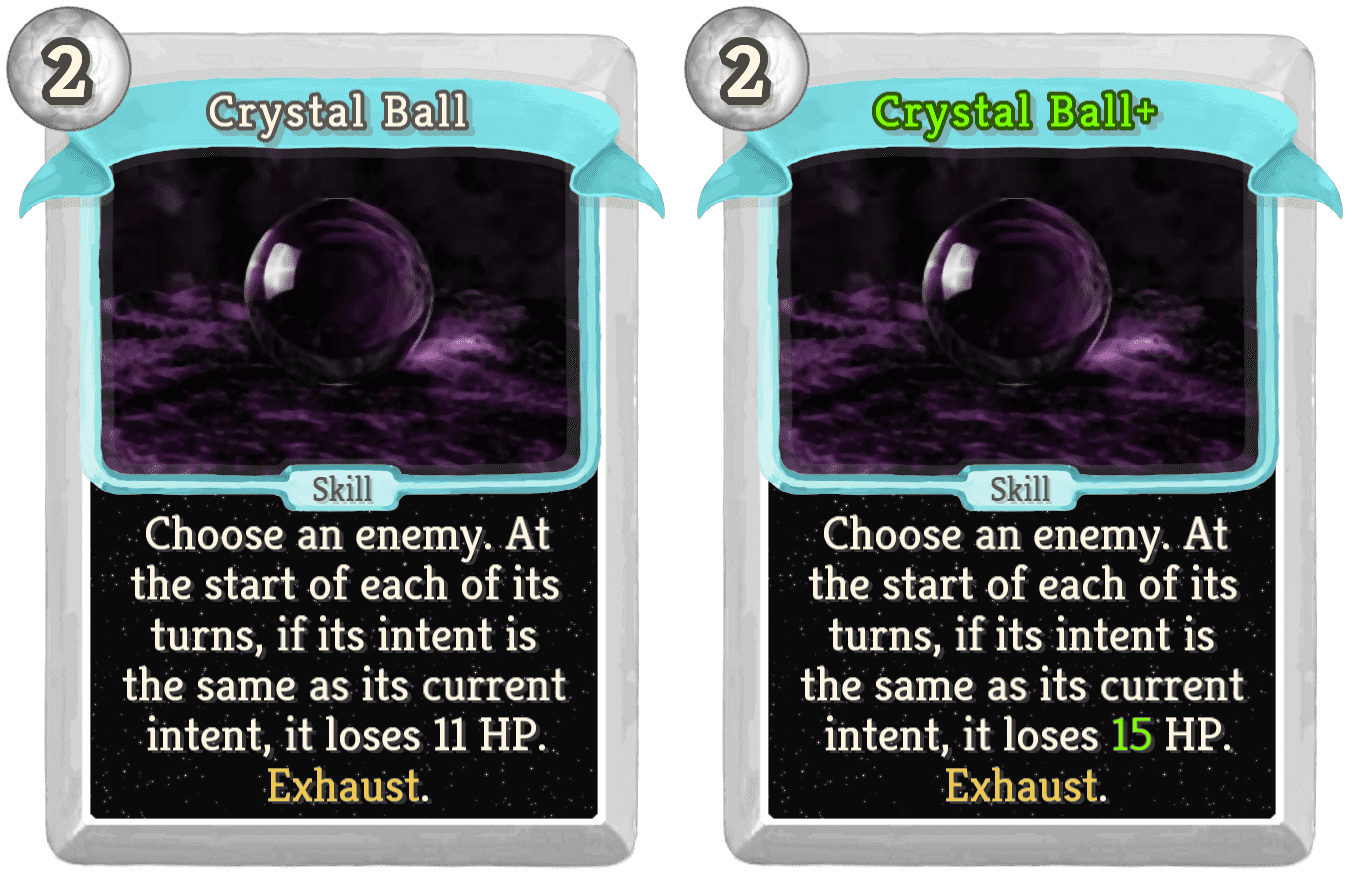 2
Crystal Ball
Skill
Choose an enemy. At
the start of each of its
turns, if its intent is
the same as its current
intent, it loses 11 HP.
Exhaust.
2
Crystal Ball+
Skill
Choose an enemy. At
the start of each of its
turns, if its intent is
the same as its current
intent, it loses 15 HP.
Exhaust.